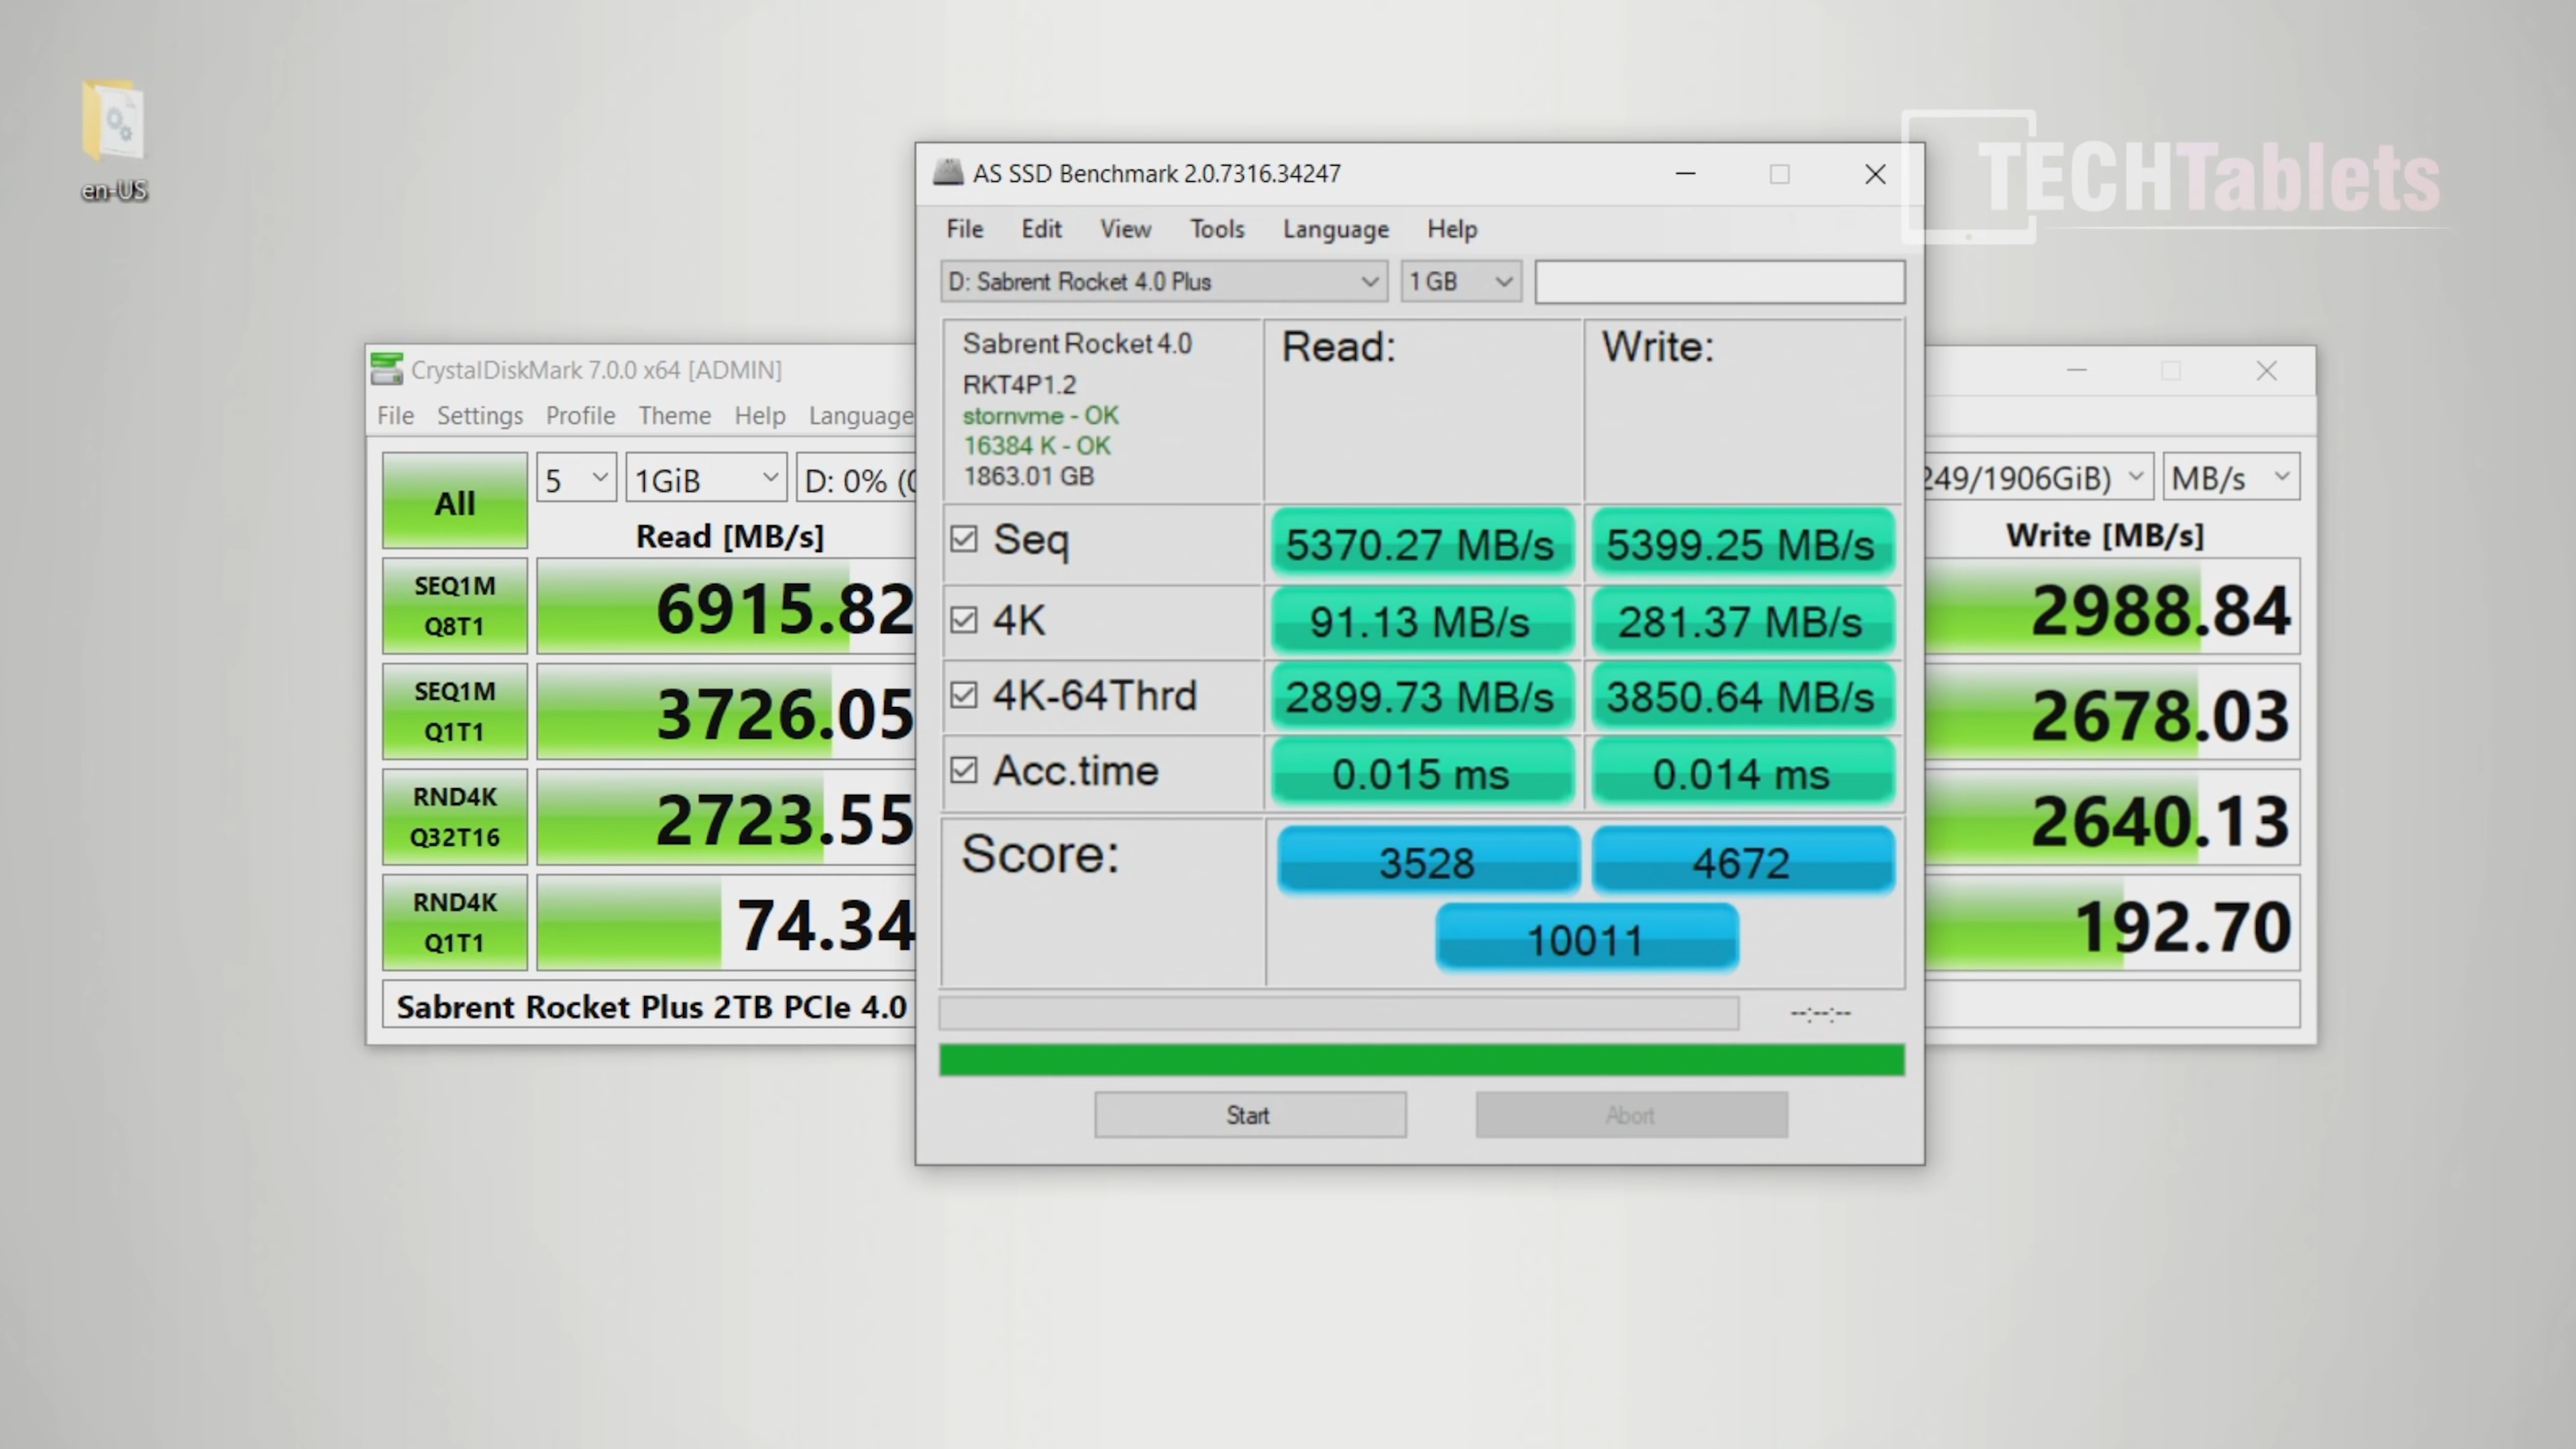 en-US
TECHTablets
CrystalDiskMark 7.0.0 x64 [ADMIN]
File Settings Profile Theme Help Language
All
5
1GiB
D: 0% (0
Read [MB/s]
SEQ1M
Q8T1
6915.82
SEQ1M
Q1T1
3726.05
RND4K
Q32T16
2723.55
RND4K
Q1T1
74.34
Sabrent Rocket Plus 2TB PCIe 4.0
AS SSD Benchmark 2.0.7316.34247
File Edit View Tools Language Help
D: Sabrent Rocket 4.0 Plus
1 GB
Sabrent Rocket 4.0
RKT4P1.2
stornvme - OK
16384 K - OK
1863.01 GB
Read: Write:
Seq 5370.27 MB/s 5399.25 MB/s
4K 91.13 MB/s 281.37 MB/s
4K-64Thrd 2899.73 MB/s 3850.64 MB/s
Acc.time 0.015 ms 0.014 ms
Score: 3528 4672
10011
--:--:--
Start Abort
249/1906GiB) MB/s
Write [MB/s]
2988.84
2678.03
2640.13
192.70